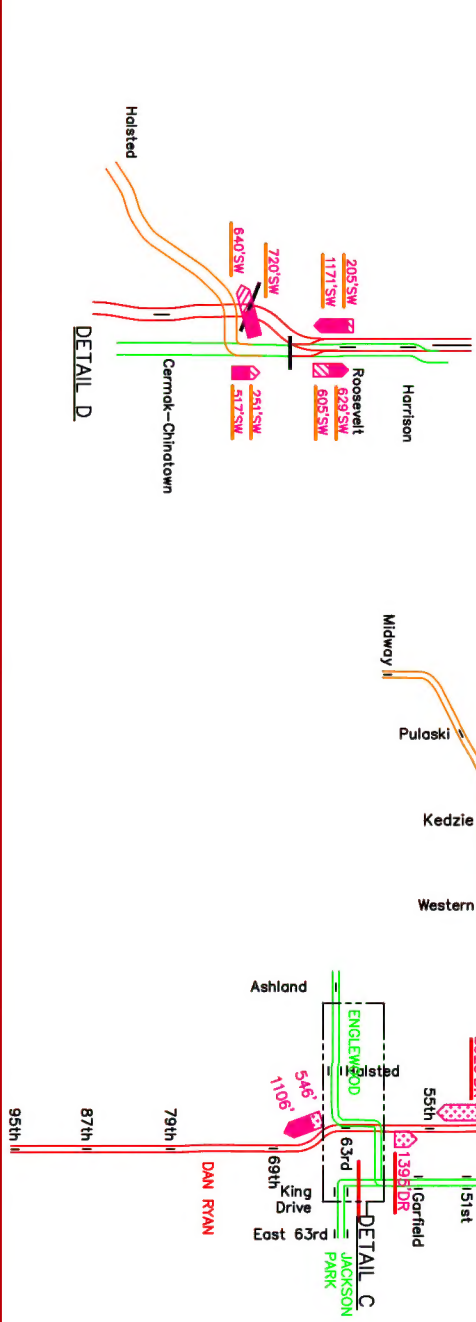 Halsted
640'SW
720'SW
1171'SW
205'SW
Roosevelt
Harrison
605'SW
629'SW
517'SW
251'SW
Cermak-Chinatown
DETAIL D
Midway
Pulaski
Kedzie
Western
Ashland
ENGLEWOOD
Halsted
546'
1106'
55th
63rd
1395'DR
51st
Garfield
69th
79th
87th
95th
DAN RYAN
King
Drive
East 63rd
JACKSON
PARK
DETAIL C